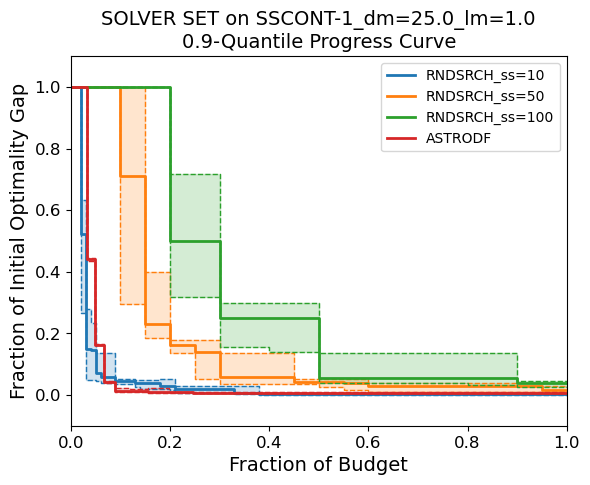 SOLVER SET on SSCONT-1_dm=25.0_lm=1.0
0.9-Quantile Progress Curve
RNDSRCH_ss=10
RNDSRCH_ss=50
RNDSRCH_ss=100
ASTRODF
Fraction of Initial Optimality Gap
1.0
0.8
0.6
0.4
0.2
0.0
0.0 0.2 0.4 0.6 0.8 1.0
Fraction of Budget